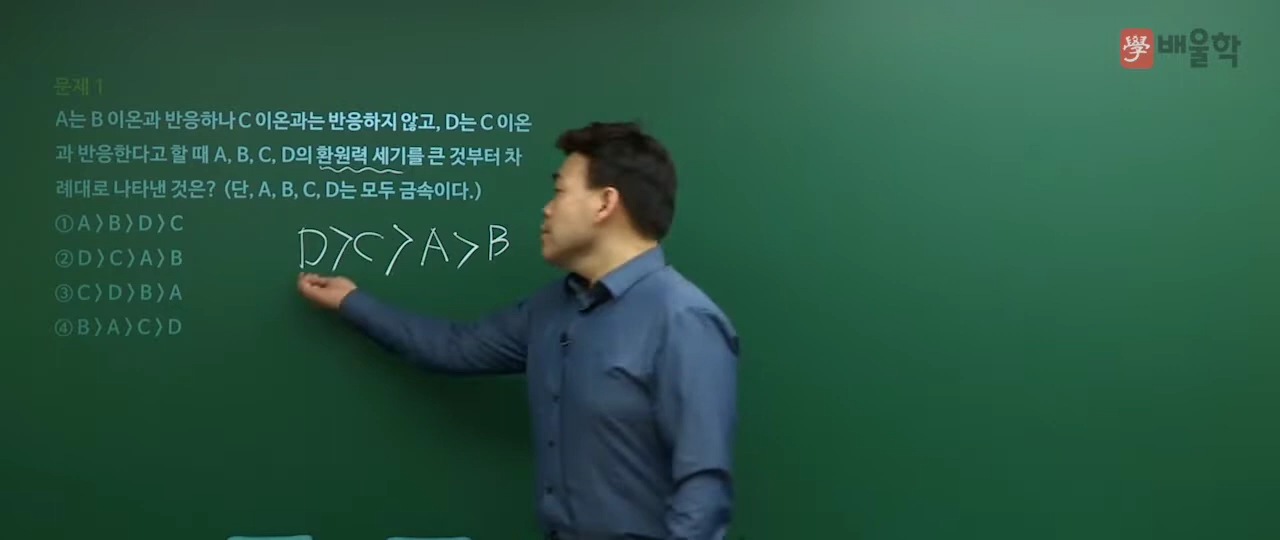 學 배울학
문제 1
A는 B 이온과 반응하나 C 이온과는 반응하지 않고, D는 C 이온
과 반응한다고 할 때 A, B, C, D의 환원력 세기를 큰 것부터 차
례대로 나타낸 것은? (단, A, B, C, D는 모두 금속이다.)
① A > B > D > C
② D > C > A > B
③ C > D > B > A
④ B > A > C > D
D > C > A > B